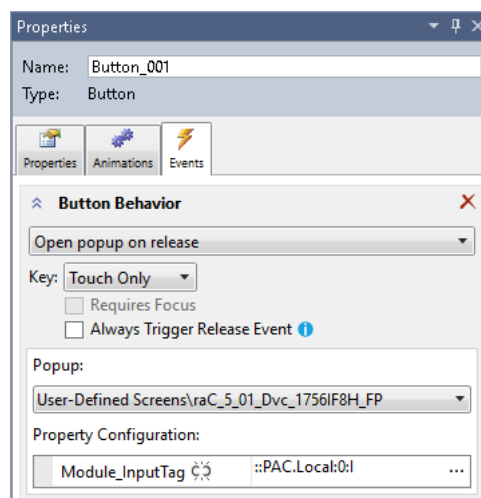 Properties
Name: Button_001
Type: Button
Properties Animations Events
Button Behavior
Open popup on release
Key: Touch Only
Requires Focus
Always Trigger Release Event
Popup:
User-Defined Screens\raC_5_01_Dvc_1756IF8H_FP
Property Configuration:
Module_InputTag ::PAC.Local:0:I ...